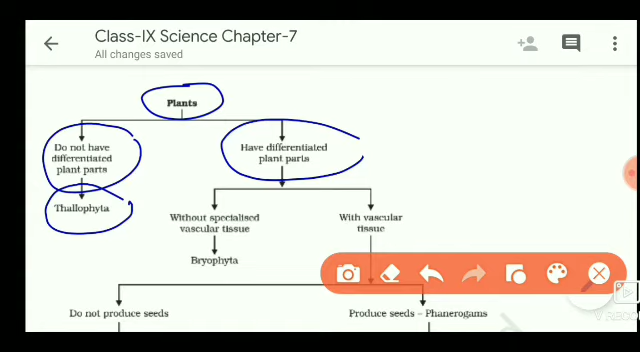 Class-IX Science Chapter-7
All changes saved
Plants
Do not have
differentiated
plant parts
Have differentiated
plant parts
Thallophyta
Without specialised
vascular tissue
With vascular
tissue
Bryophyta
Do not produce seeds
Produce seeds – Phanerogams